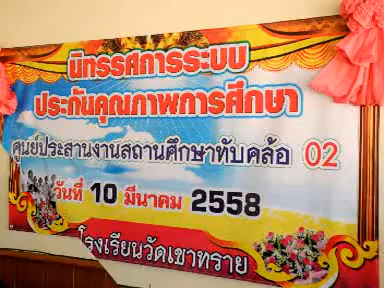 นิทรรศการระบบ
ประกันคุณภาพการศึกษา
ศูนย์ประสานงานสถานศึกษาทับคล้อ 02
วันที่ 10 มีนาคม 2558
โรงเรียนวัดเขาทราย